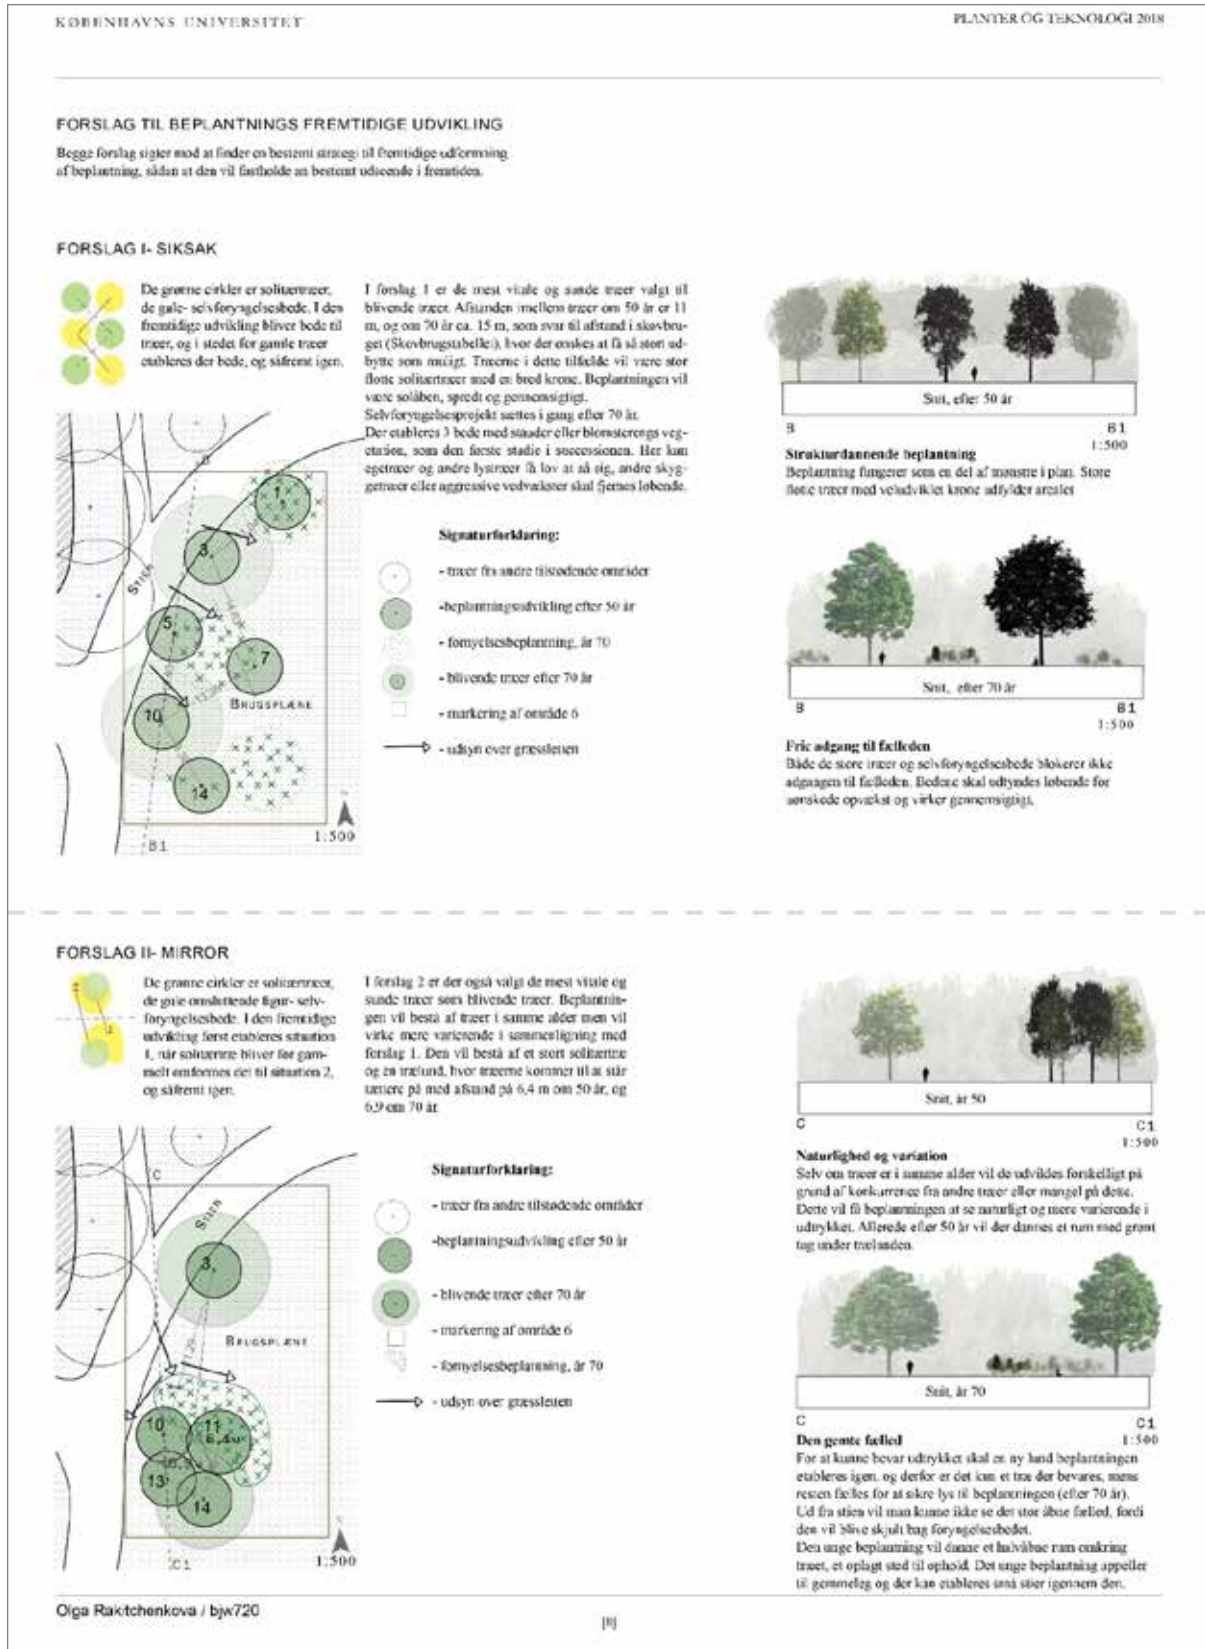 KØBENHAVNS UNIVERSITET
PLANTER OG TEKNOLOGI 2018
FORSLAG TIL BEPLANTNINGS FREMTIDIGE UDVIKLING
Begge forslag sigter mod at finder en bestemt strategi til fremtidige udformning
af beplantning, sådan at den vil fastholde an bestemt udseende i fremtiden.
FORSLAG I- SIKSAK
De grønne cirkler er solitærtræer,
de gule- selvforyngelsesbede. I den
fremtidige udvikling bliver bede til
træer, og i stedet for gamle træer
etableres der bede, og såfremt igen.
I forslag 1 er de mest vitale og sunde træer valgt til
blivende træer. Afstanden imellem træer om 50 år er 11
m, og om 70 år ca. 15 m, som svar til afstand i skovbru-
get (Skovbrugstabeller), hvor der ønskes at få så stort ud-
bytte som muligt. Træerne i dette tilfælde vil være stor
flotte solitærtræer med en bred krone. Beplantningen vil
være solåben, spredt og gennemsigtigt.
Selvforyngelsesprojekt sættes i gang efter 70 år.
Der etableres 3 bede med stauder eller blomstereng veg-
etation, som den første stadie i successionen. Her kan
egetræer og andre lystræer få lov at så sig, andre skyg-
getræer eller aggressive vedvækster skal fjernes løbende.
Snit, efter 50 år
B B1
1:500
Strukturdannende beplantning
Beplantning fungerer som en del af mønstre i plan. Store
flotte træer med veludviklet krone udfylder arealet
Snit, efter 70 år
B B1
1:500
Frie adgang til fælleden
Både de store træer og selvforyngelsesbede blokerer ikke
adgangen til fælleden. Bedene skal udtyndes løbende for
uønskede opvækst og virker gennemsigtigt.
B
1
3
STIEN
5
7
BRUGSPLÆNE
10
14
1:500
B1
Signaturforklaring:
- træer fra andre tilstødende områder
-beplantningsudvikling efter 50 år
- fornyelsesbeplantning, år 70
- blivende træer efter 70 år
- markering af område 6
- udsyn over græssletten
FORSLAG II- MIRROR
De grønne cirkler er solitærtræer,
de gule omsluttende figur- selv-
foryngelsesbede. I den fremtidige
udvikling først etableres situation
1, når solitærtræ bliver før gam-
melt omformes det til situation 2,
og såfremt igen.
I forslag 2 er der også valgt de mest vitale og
sunde træer som blivende træer. Beplantnin-
gen vil bestå af træer i samme alder men vil
virke mere varierende i sammenligning med
forslag 1. Den vil bestå af et stort solitærtræ
og en trælund, hvor træerne kommer til at står
tættere på med afstand på 6,4 m om 50 år, og
6,9 om 70 år
Snit, år 50
C C1
1:500
Naturlighed og variation
Selv om træer er i samme alder vil de udvildes forskelligt på
grund af konkurrence fra andre træer eller mangel på dette.
Dette vil få beplantningen at se naturligt og mere varierende i
udtrykket. Allerede efter 50 år vil der dannes et rum med grønt
tag under trælunden.
Snit, år 70
C C1
1:500
Den gemte fælled
For at kunne bevar udtrykket skal en ny lund beplantningen
etableres igen, og derfor er det kun et træ der bevares, mens
resten fælles for at sikre lys til beplantningen (efter 70 år).
Ud fra stien vil man kunne ikke se det stor åbne fælled, fordi
den vil blive skjult bag foryngelsesbedet.
Den unge beplantning vil danne et halvåbne rum omkring
træet, et oplagt sted til ophold. Det unge beplantning appeller
til gemmeleg og der kan etableres små stier igennem den.
C
STIEN
3
BRUGSPLÆNE
10
11
13
14
1:500
C1
Signaturforklaring:
- træer fra andre tilstødende områder
-beplantningsudvikling efter 50 år
- blivende træer efter 70 år
- markering af område 6
- fornyelsesbeplantning, år 70
- udsyn over græssletten
Olga Rakitchenkova / bjw720
[8]